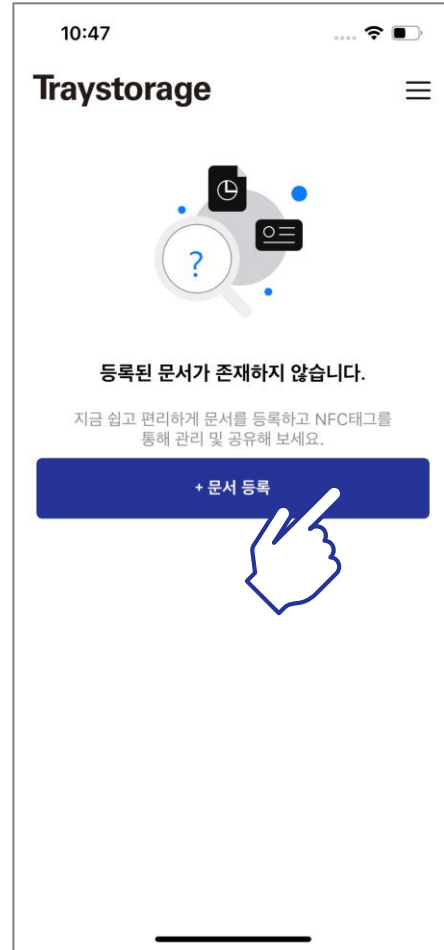 10:47
Traystorage
?
등록된 문서가 존재하지 않습니다.
지금 쉽고 편리하게 문서를 등록하고 NFC태그를
통해 관리 및 공유해 보세요.
+ 문서 등록